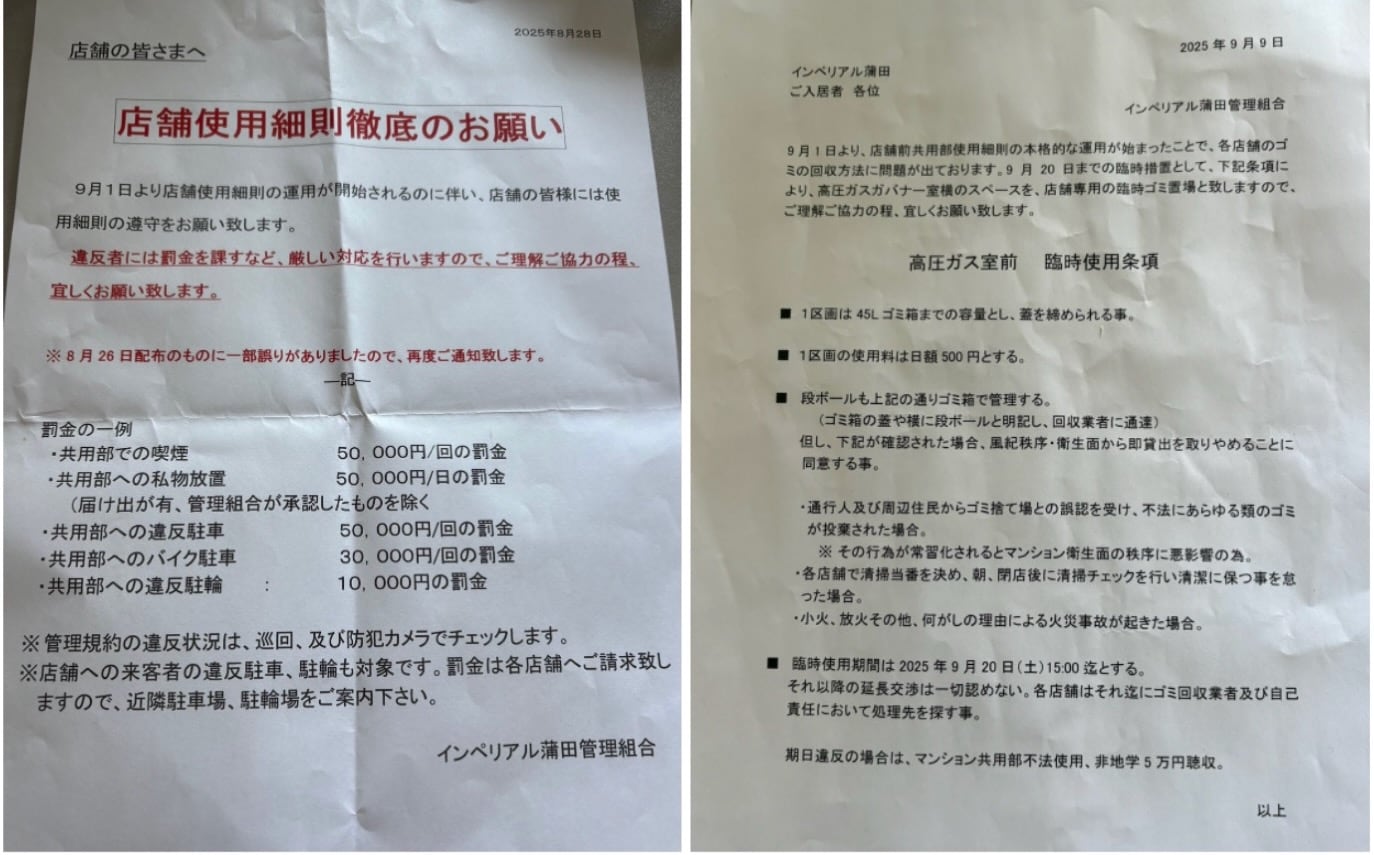 2025年8月28日
店舗の皆さまへ
店舗使用細則徹底のお願い
９月１日より店舗使用細則の運用が開始されるのに伴い、店舗の皆様には使
用細則の遵守をお願い致します。
違反者には罰金を課すなど、厳しい対応を行いますので、ご理解ご協力の程、
宜しくお願い致します。
※８月26日配布のものに一部誤りがありましたので、再度ご通知致します。
―記―
罰金の一例
・共用部での喫煙 50，000円/回の罰金
・共用部への私物放置 50，000円/日の罰金
（届け出が有、管理組合が承認したものを除く
・共用部への違反駐車 50，000円/回の罰金
・共用部へのバイク駐車 30，000円/回の罰金
・共用部への違反駐輪 ： 10，000円の罰金
※管理規約の違反状況は、巡回、及び防犯カメラでチェックします。
※店舗への来客者の違反駐車、駐輪も対象です。罰金は各店舗へご請求致し
ますので、近隣駐車場、駐輪場をご案内下さい。
インペリアル蒲田管理組合
2025年9月9日
インペリアル蒲田
ご入居者 各位
インペリアル蒲田管理組合
９月１日より、店舗前共用部使用細則の本格的な運用が始まったことで、各店舗のゴ
ミの回収方法に問題が出ております。９月 20 日までの臨時措置として、下記条項に
より、高圧ガスガバナー室横のスペースを、店舗専用の臨時ゴミ置場と致しますので、
ご理解ご協力の程、宜しくお願い致します。
高圧ガス室前　臨時使用条項
■ 1区画は 45L ゴミ箱までの容量とし、蓋を締められる事。
■ 1区画の使用料は日額 500 円とする。
■ 段ボールも上記の通りゴミ箱で管理する。
（ゴミ箱の蓋や横に段ボールと明記し、回収業者に通達）
但し、下記が確認された場合、風紀秩序・衛生面から即貸出を取りやめることに
同意する事。
・通行人及び周辺住民からゴミ捨て場との誤認を受け、不法にあらゆる類のゴミ
が投棄された場合。
※ その行為が常習化されるとマンション衛生面の秩序に悪影響の為。
・各店舗で清掃当番を決め、朝、閉店後に清掃チェックを行い清潔に保つ事を怠
った場合。
・小火、放火その他、何がしの理由による火災事故が起きた場合。
■ 臨時使用期間は 2025 年 9 月 20 日（土）15:00 迄とする。
それ以降の延長交渉は一切認めない。各店舗はそれ迄にゴミ回収業者及び自己
責任において処理先を探す事。
期日違反の場合は、マンション共用部不法使用、非地学５万円聴収。
以上